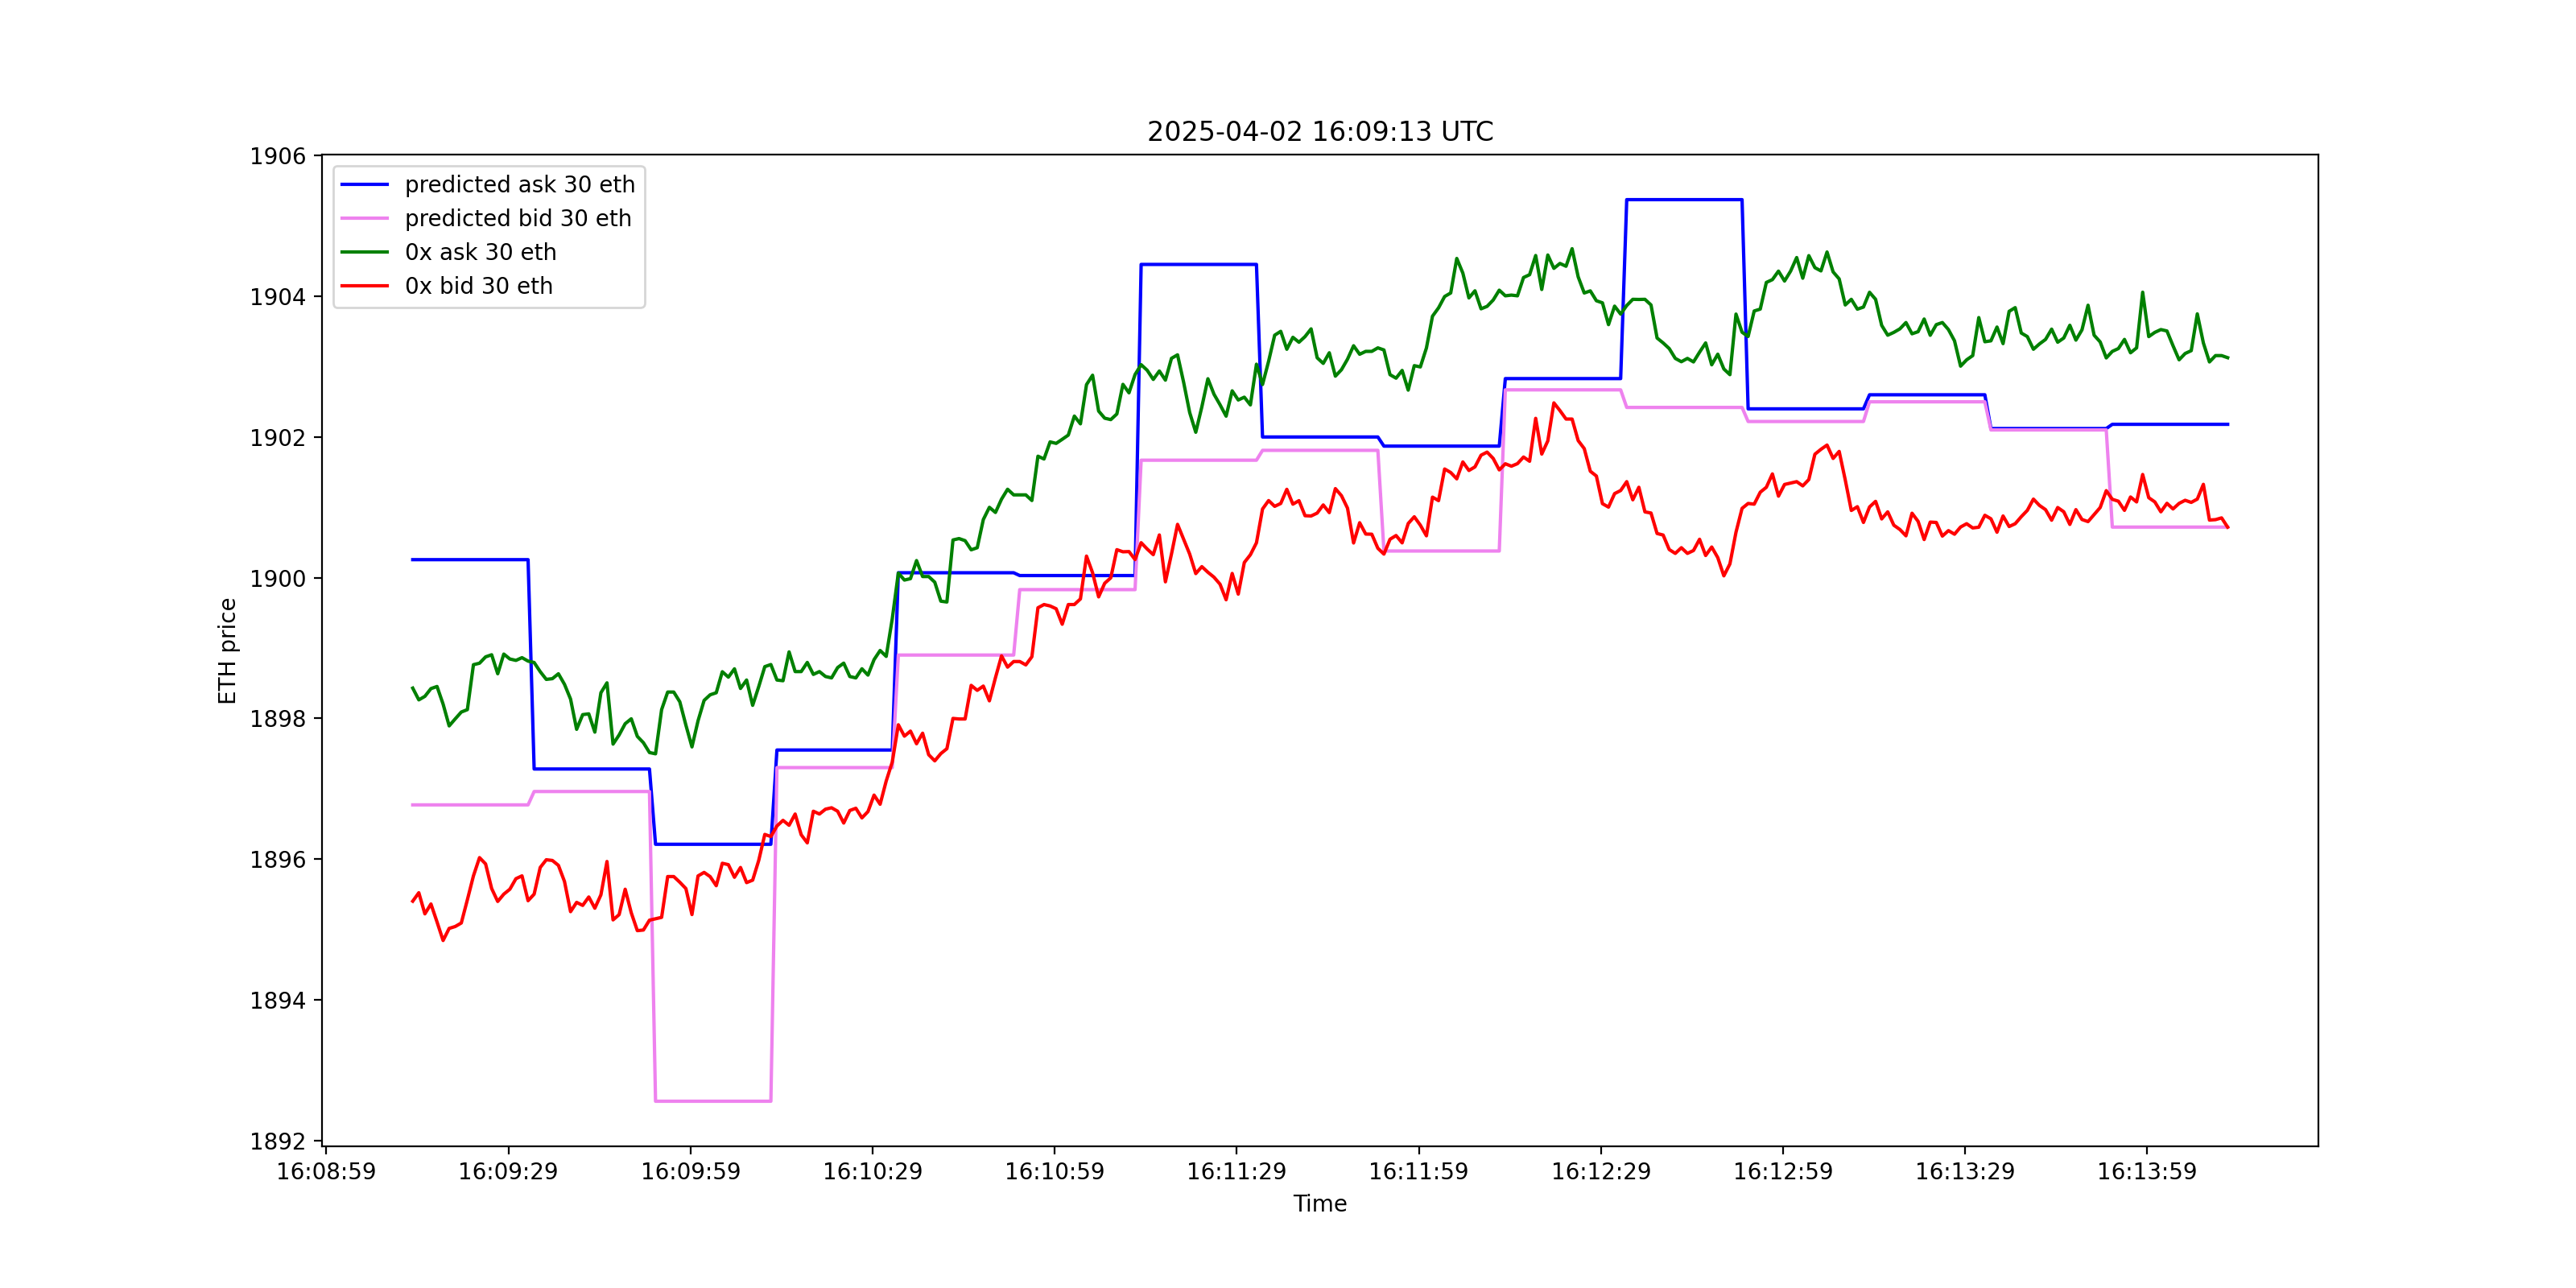 2025-04-02 16:09:13 UTC
predicted ask 30 eth
predicted bid 30 eth
0x ask 30 eth
0x bid 30 eth
ETH price
1906
1904
1902
1900
1898
1896
1894
1892
16:08:59 16:09:29 16:09:59 16:10:29 16:10:59 16:11:29 16:11:59 16:12:29 16:12:59 16:13:29 16:13:59
Time